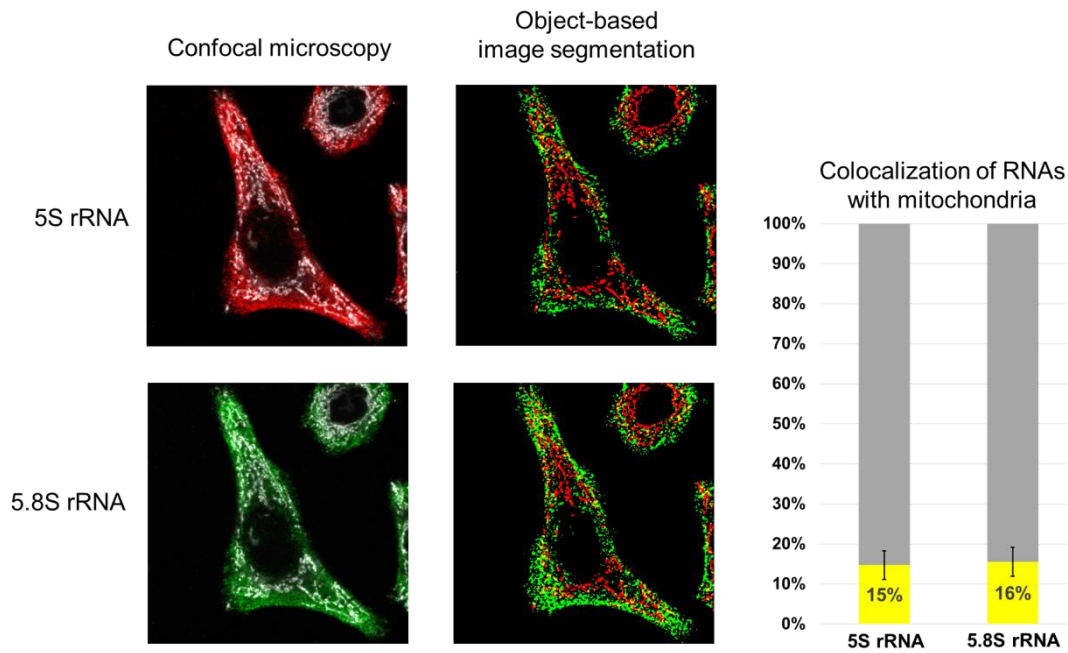 Confocal microscopy
Object-based
image segmentation
5S rRNA
5.8S rRNA
Colocalization of RNAs
with mitochondria
100%
90%
80%
70%
60%
50%
40%
30%
20%
10%
0%
15%
16%
5S rRNA
5.8S rRNA